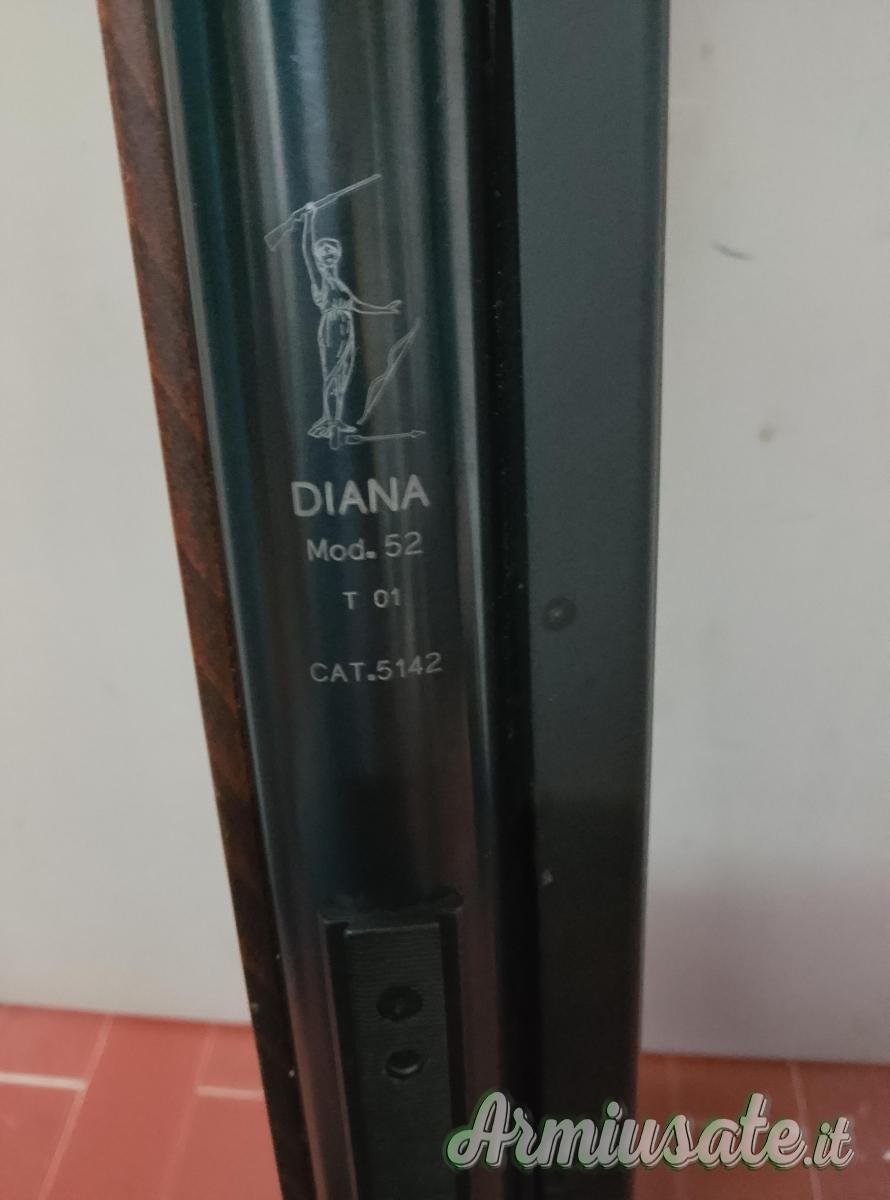 DIANA
Mod. 52
T 01
CAT.5142
Armiusate.it